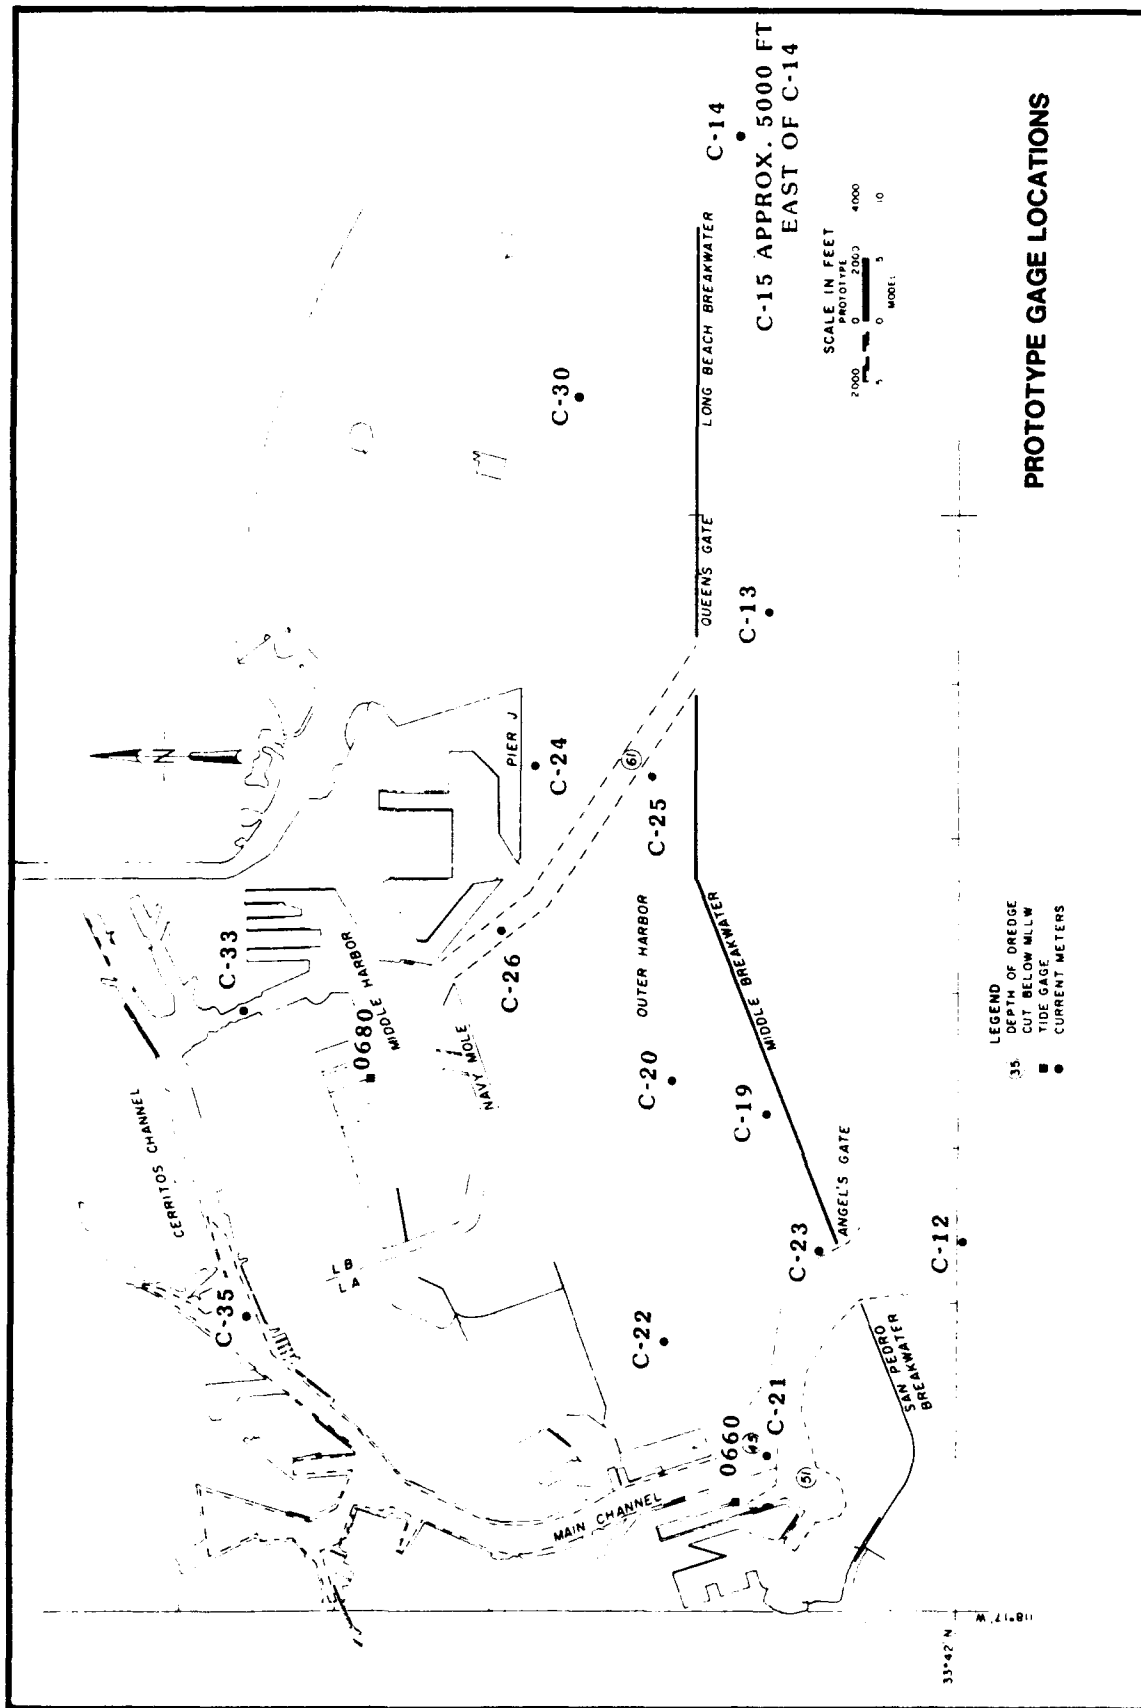 C-15 APPROX. 5000 FT
EAST OF C-14
C-14
C-30
C-13
C-24
C-25
C-26
C-33
0680
C-20
C-19
C-23
C-12
C-35
C-22
C-21
0660
CERRITOS CHANNEL
MIDDLE HARBOR
NAVY MOLE
PIER J
N
LB
LA
OUTER HARBOR
MIDDLE BREAKWATER
QUEEN'S GATE
LONG BEACH BREAKWATER
ANGEL'S GATE
SAN PEDRO
BREAKWATER
MAIN CHANNEL
61
45
51
SCALE IN FEET
PROTOTYPE
2000 0 2000 4000
5 0 5 10
MODEL
LEGEND
35 DEPTH OF DREDGE
CUT BELOW MLLW
TIDE GAGE
CURRENT METERS
33°42' N
118°17' W
PROTOTYPE GAGE LOCATIONS